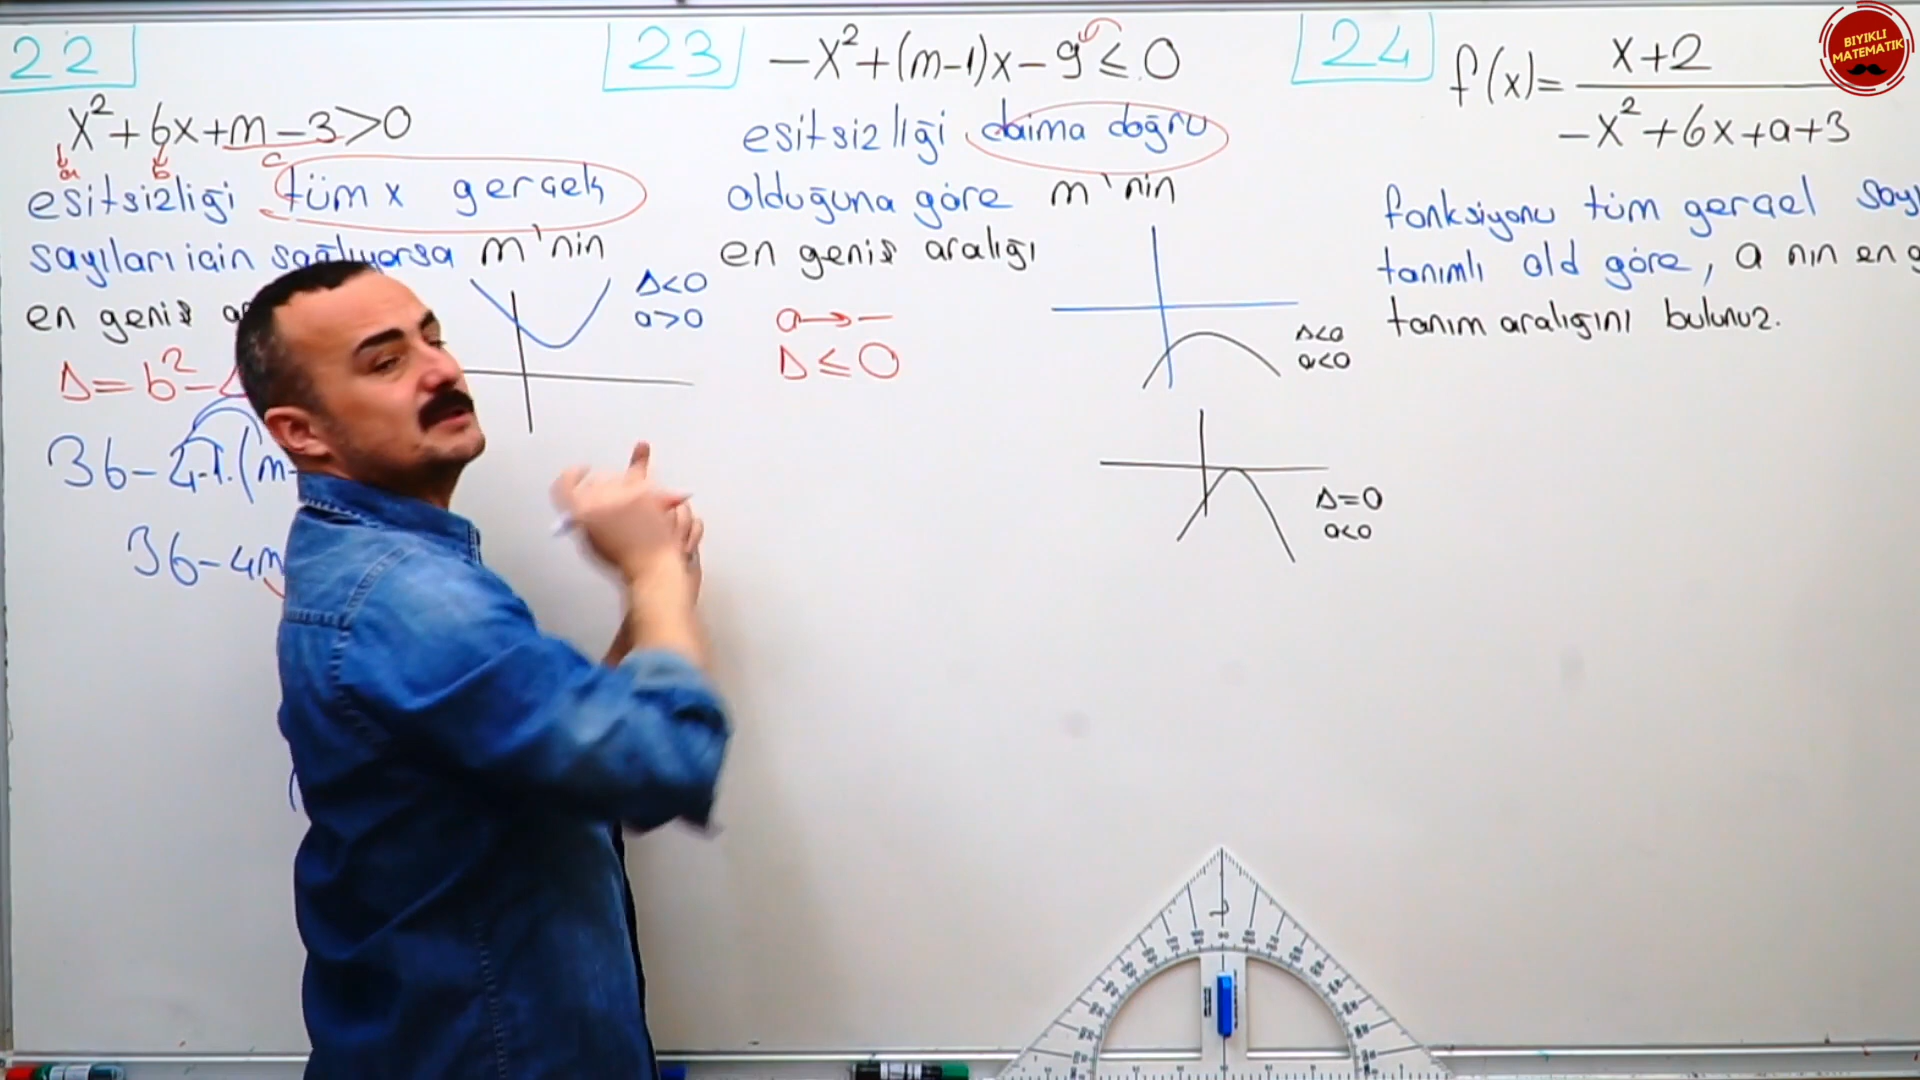 22
x²+6x+m-3>0
a b c
eşitsizliği tüm x gerçek
sayıları için sağlıyorsa m'nin
en geniş
Δ<0
a>0
Δ=b²-
36-4.1.(m-
36-4m
23
-x²+(m-1)x-9≤0
eşitsizliği daima doğru
olduğuna göre m'nin
en geniş aralığı
a→-
Δ≤0
Δ<0
a<0
Δ=0
a<0
24
f(x)= x+2
-x²+6x+a+3
fonksiyonu tüm gerçel
tanımlı old göre, a nın en
tanım aralığını bulunuz.
BIYIKLI
MATEMATİK